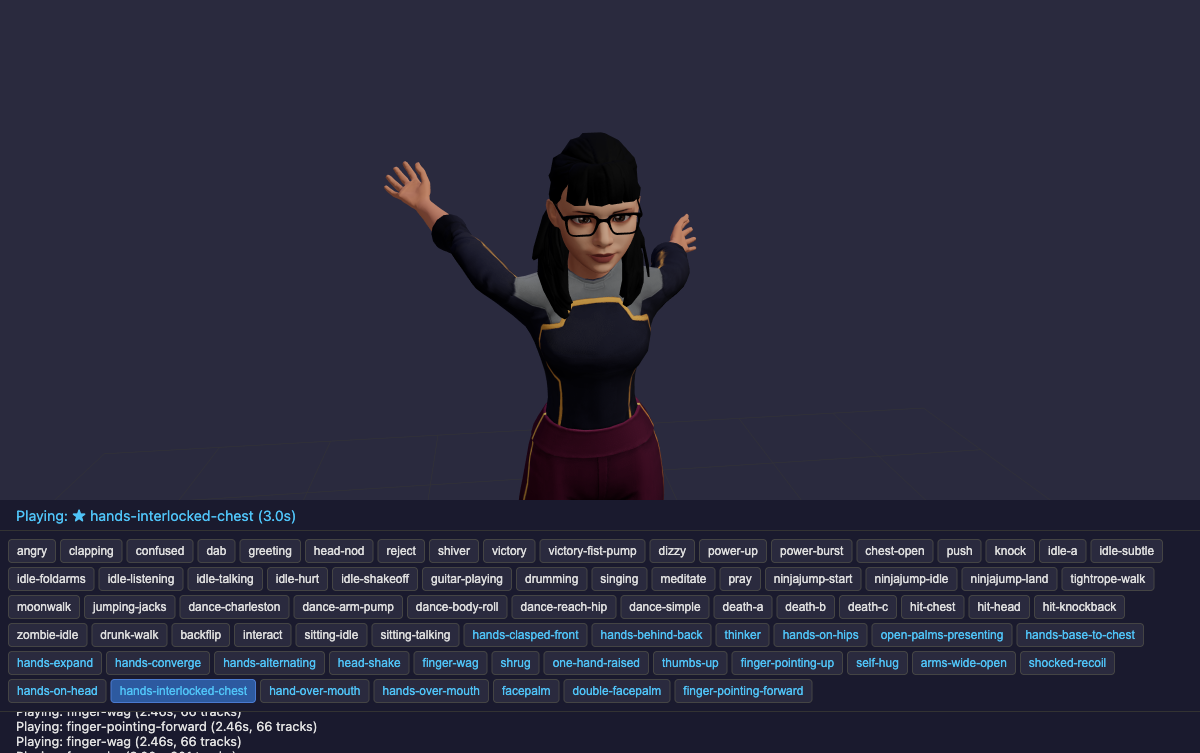 Playing: ★ hands-interlocked-chest (3.0s)
angry clapping confused dab greeting head-nod reject shiver victory victory-fist-pump dizzy power-up power-burst chest-open push knock idle-a idle-subtle
idle-foldarms idle-listening idle-talking idle-hurt idle-shakeoff guitar-playing drumming singing meditate pray ninjajump-start ninjajump-idle ninjajump-land tightrope-walk
moonwalk jumping-jacks dance-charleston dance-arm-pump dance-body-roll dance-reach-hip dance-simple death-a death-b death-c hit-chest hit-head hit-knockback
zombie-idle drunk-walk backflip interact sitting-idle sitting-talking hands-clasped-front hands-behind-back thinker hands-on-hips open-palms-presenting hands-base-to-chest
hands-expand hands-converge hands-alternating head-shake finger-wag shrug one-hand-raised thumbs-up finger-pointing-up self-hug arms-wide-open shocked-recoil
hands-on-head hands-interlocked-chest hand-over-mouth hands-over-mouth facepalm double-facepalm finger-pointing-forward
Playing: finger-wag (2.46s, 66 tracks)
Playing: finger-pointing-forward (2.46s, 66 tracks)
Playing: finger-wag (2.46s, 66 tracks)